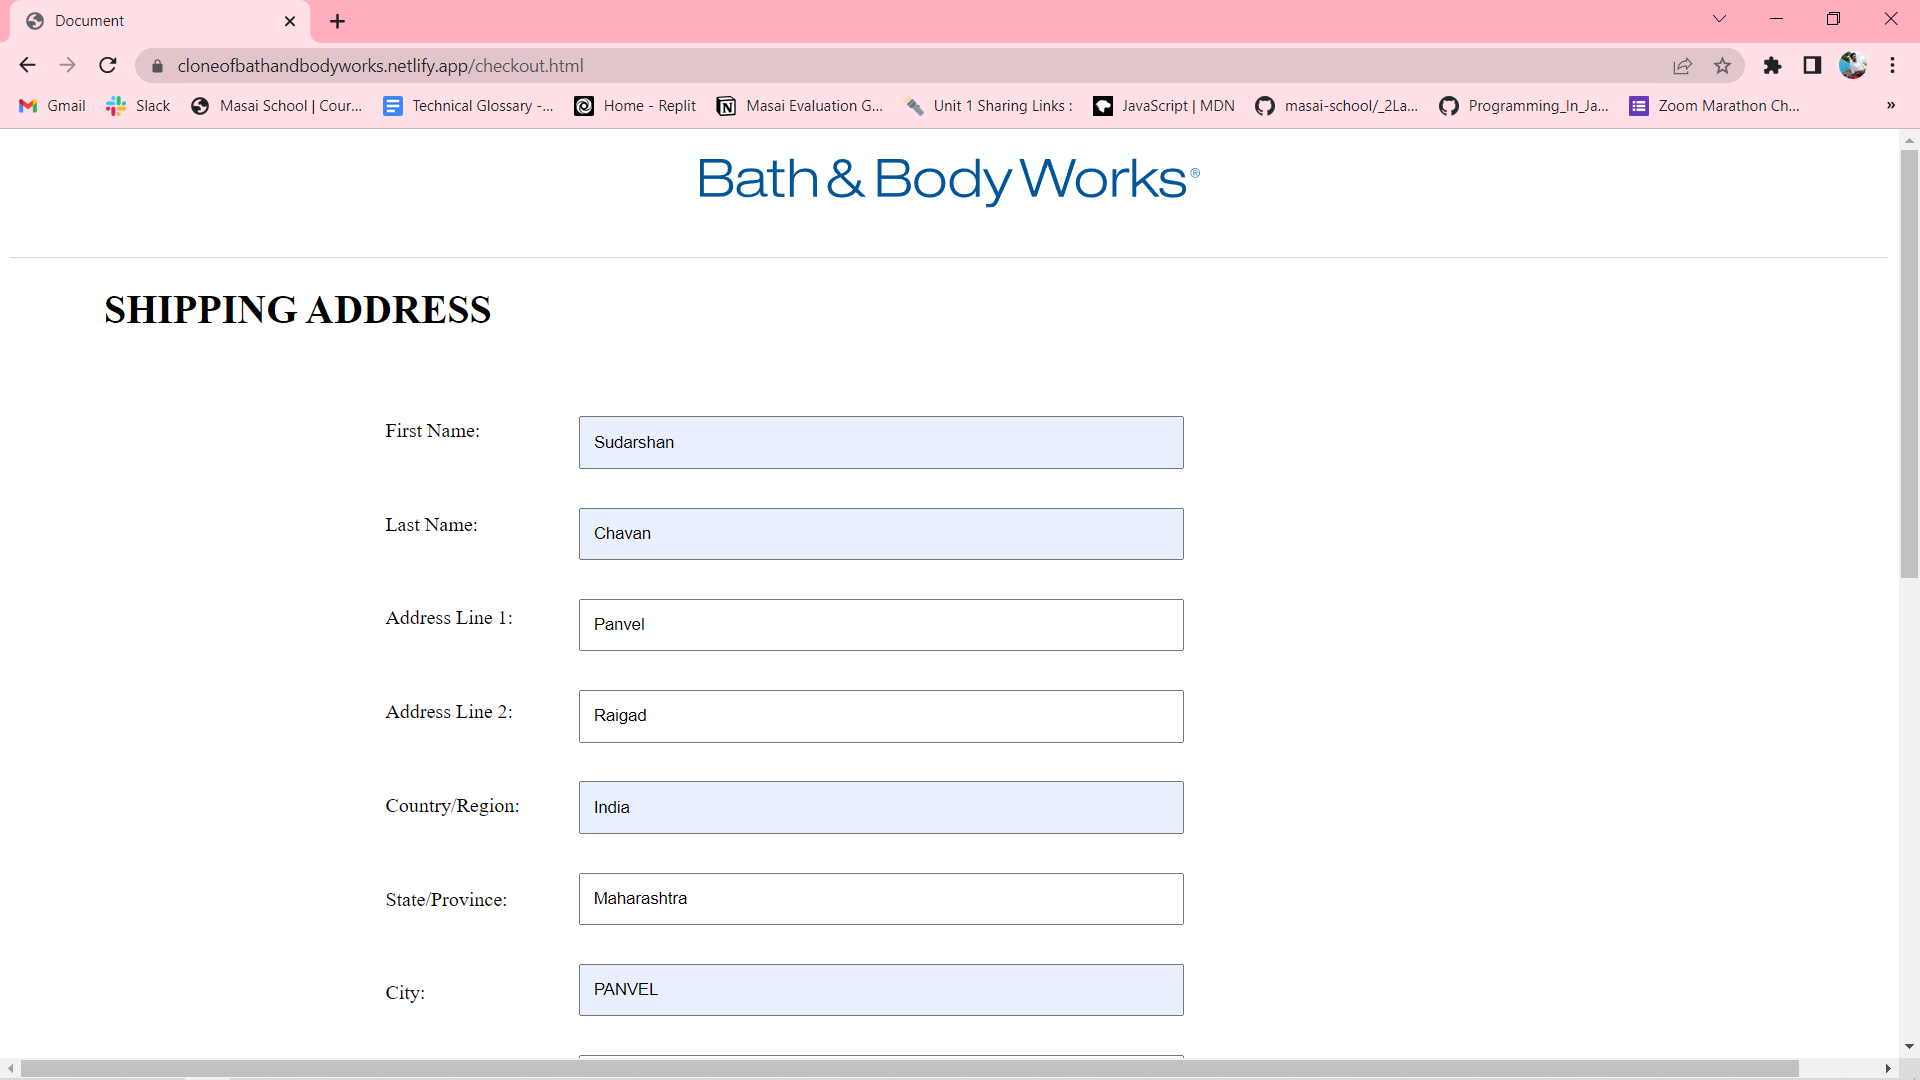 Document
cloneofbathandbodyworks.netlify.app/checkout.html
Gmail Slack Masai School | Cour... Technical Glossary -... Home - Replit Masai Evaluation G... Unit 1 Sharing Links : JavaScript | MDN masai-school/_2La... Programming_In_Ja... Zoom Marathon Ch... »
Bath & Body Works®
SHIPPING ADDRESS
First Name: Sudarshan
Last Name: Chavan
Address Line 1: Panvel
Address Line 2: Raigad
Country/Region: India
State/Province: Maharashtra
City: PANVEL